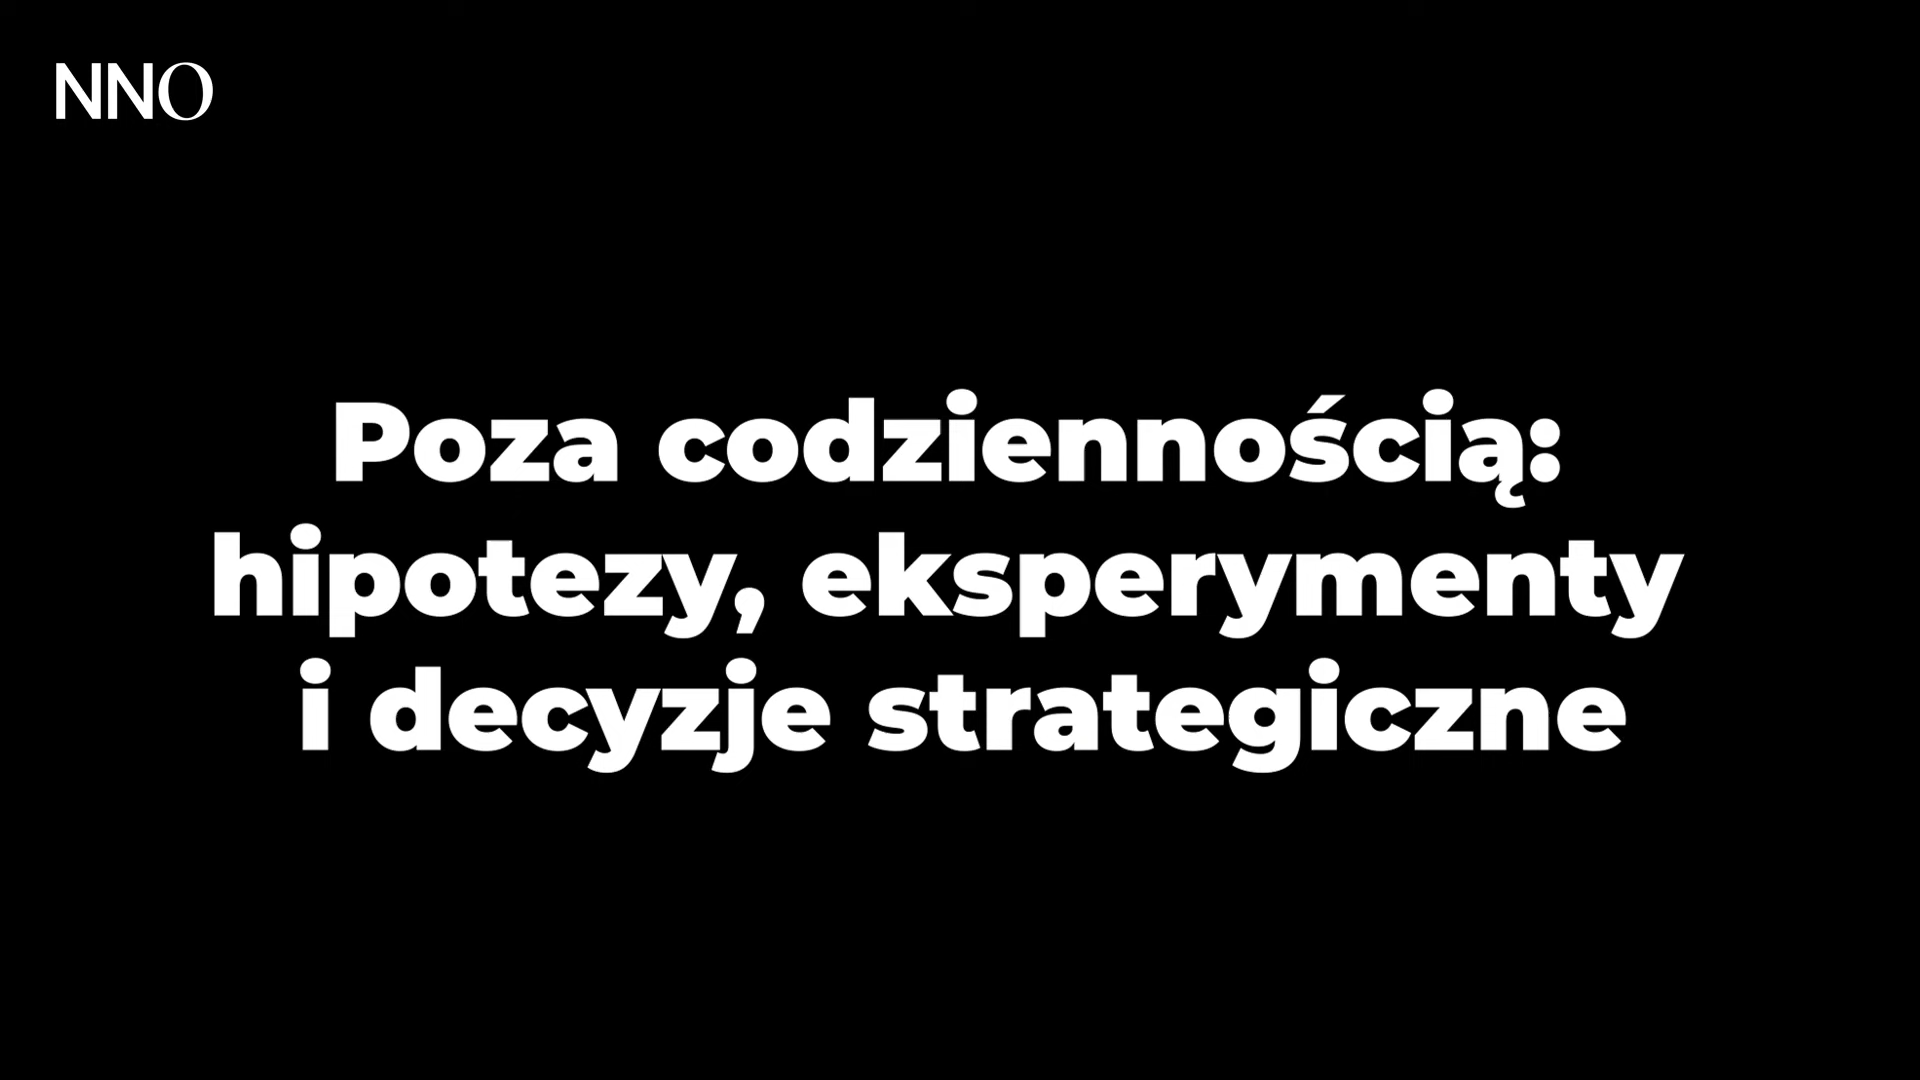 NNO
Poza codziennością:
hipotezy, eksperymenty
i decyzje strategiczne